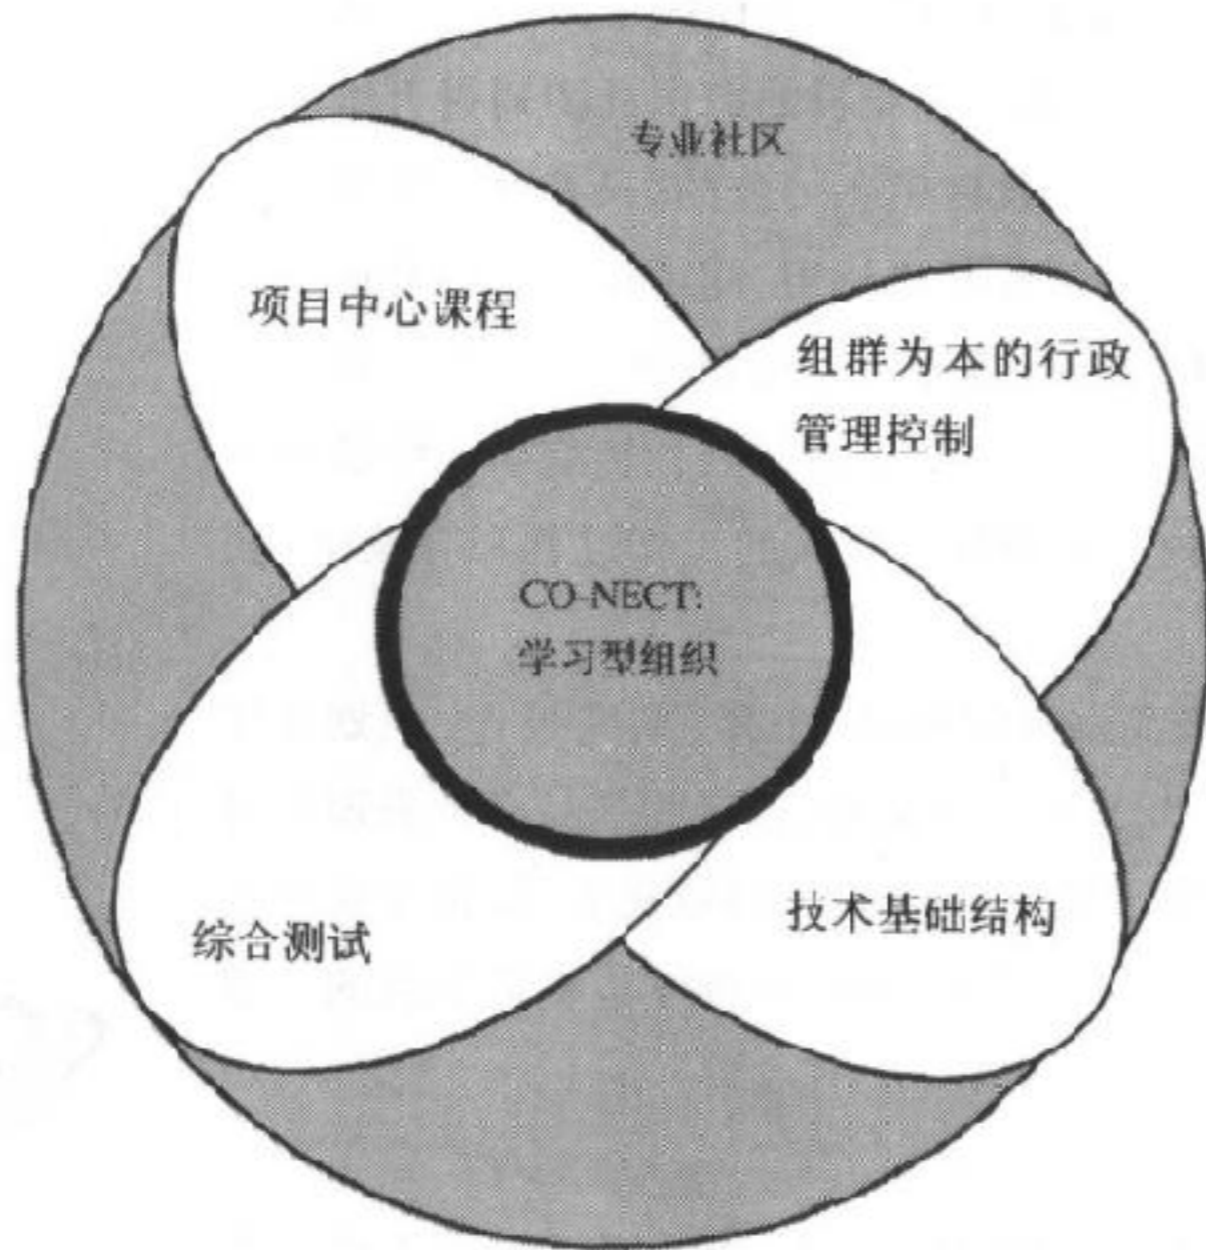 专业社区
项目中心课程
组群为本的行政
管理控制
CO-NECT:
学习型组织
综合测试
技术基础结构